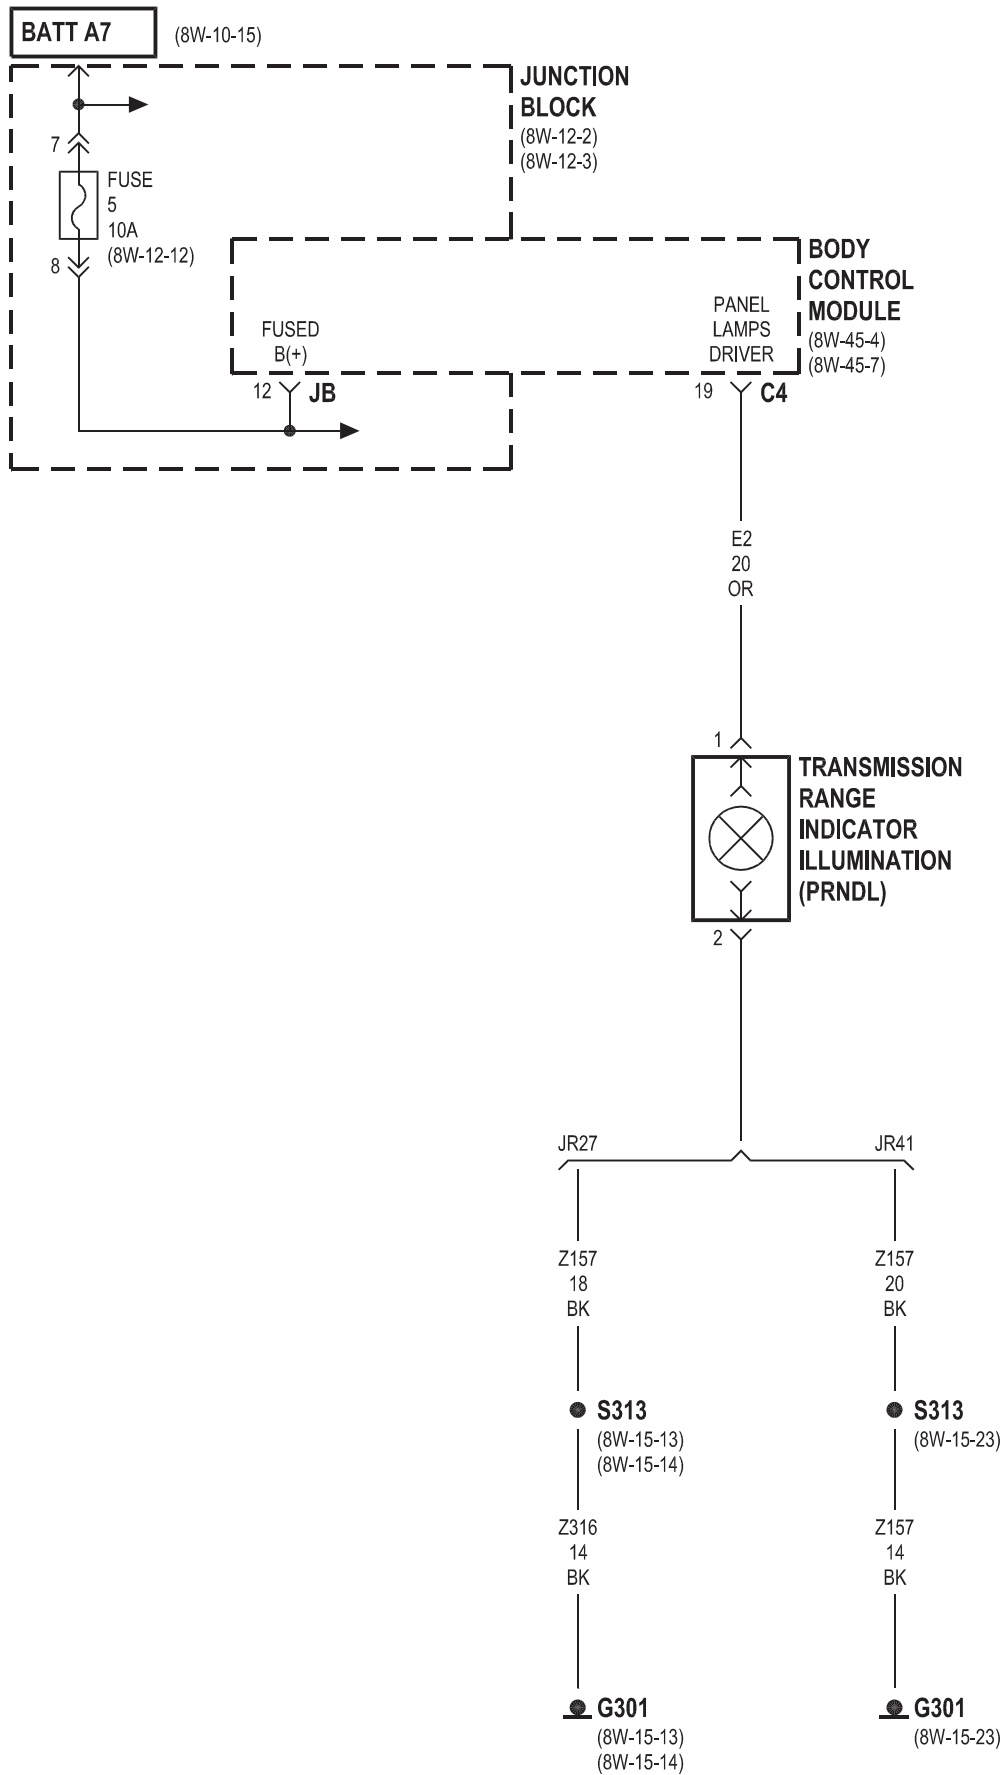 BATT A7
(8W-10-15)
JUNCTION
BLOCK
(8W-12-2)
(8W-12-3)
7
FUSE
5
10A
(8W-12-12)
8
BODY
CONTROL
MODULE
(8W-45-4)
(8W-45-7)
FUSED
B(+)
PANEL
LAMPS
DRIVER
12
JB
19
C4
E2
20
OR
1
TRANSMISSION
RANGE
INDICATOR
ILLUMINATION
(PRNDL)
2
JR27
JR41
Z157
18
BK
Z157
20
BK
S313
(8W-15-13)
(8W-15-14)
S313
(8W-15-23)
Z316
14
BK
Z157
14
BK
G301
(8W-15-13)
(8W-15-14)
G301
(8W-15-23)